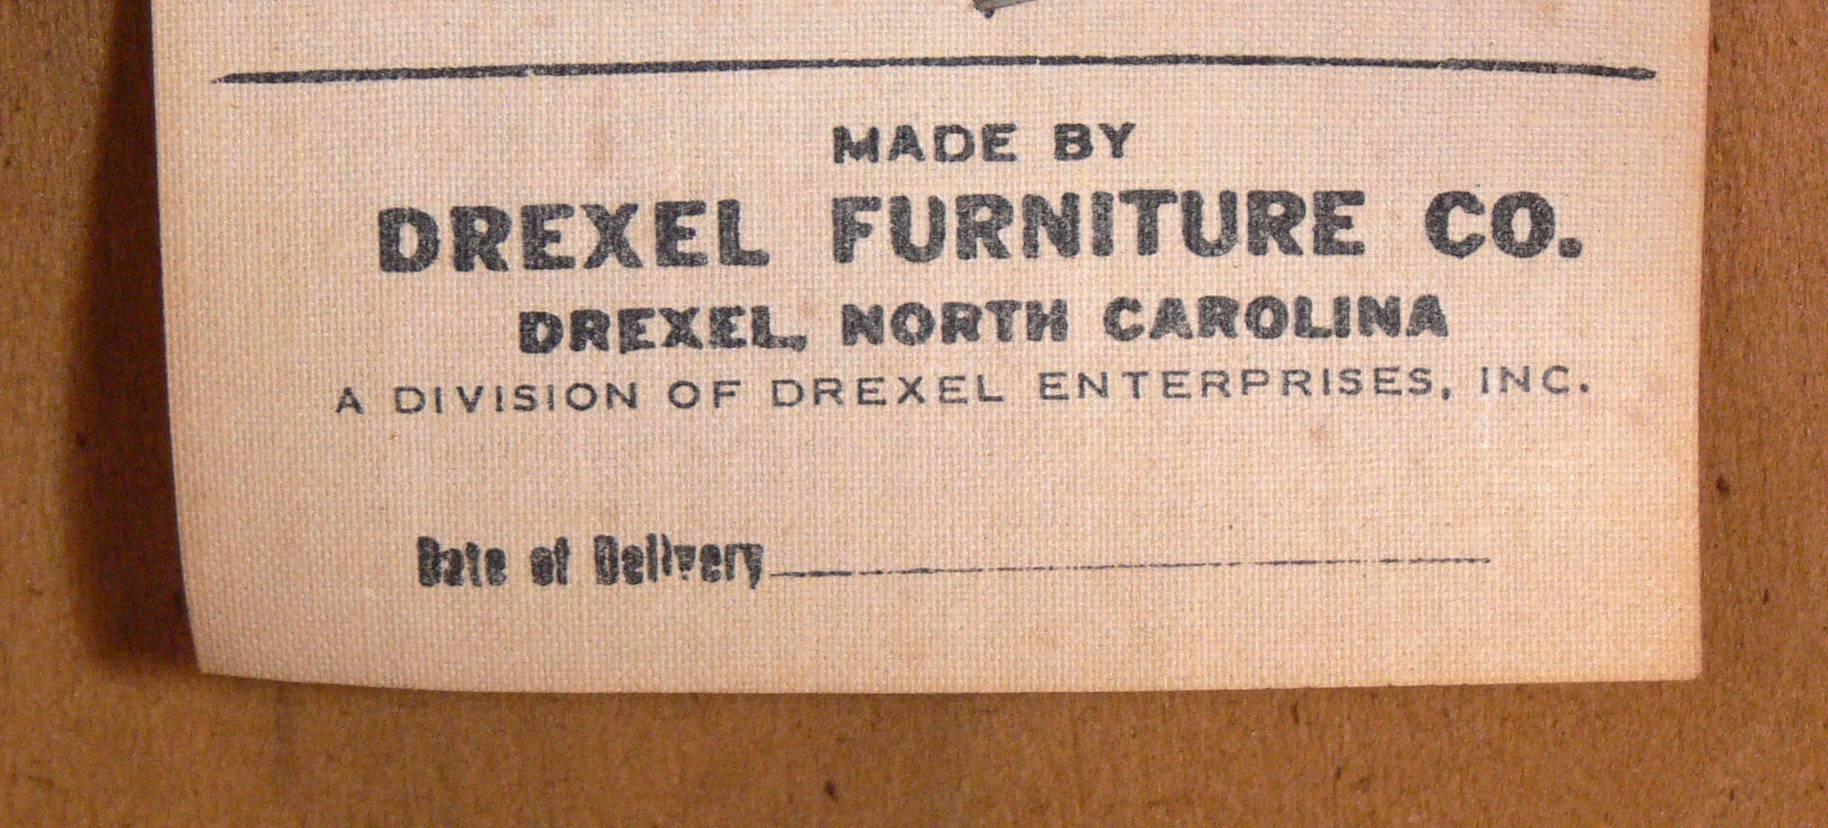 MADE BY
DREXEL FURNITURE CO.
DREXEL, NORTH CAROLINA
A DIVISION OF DREXEL ENTERPRISES, INC.
Date of Delivery